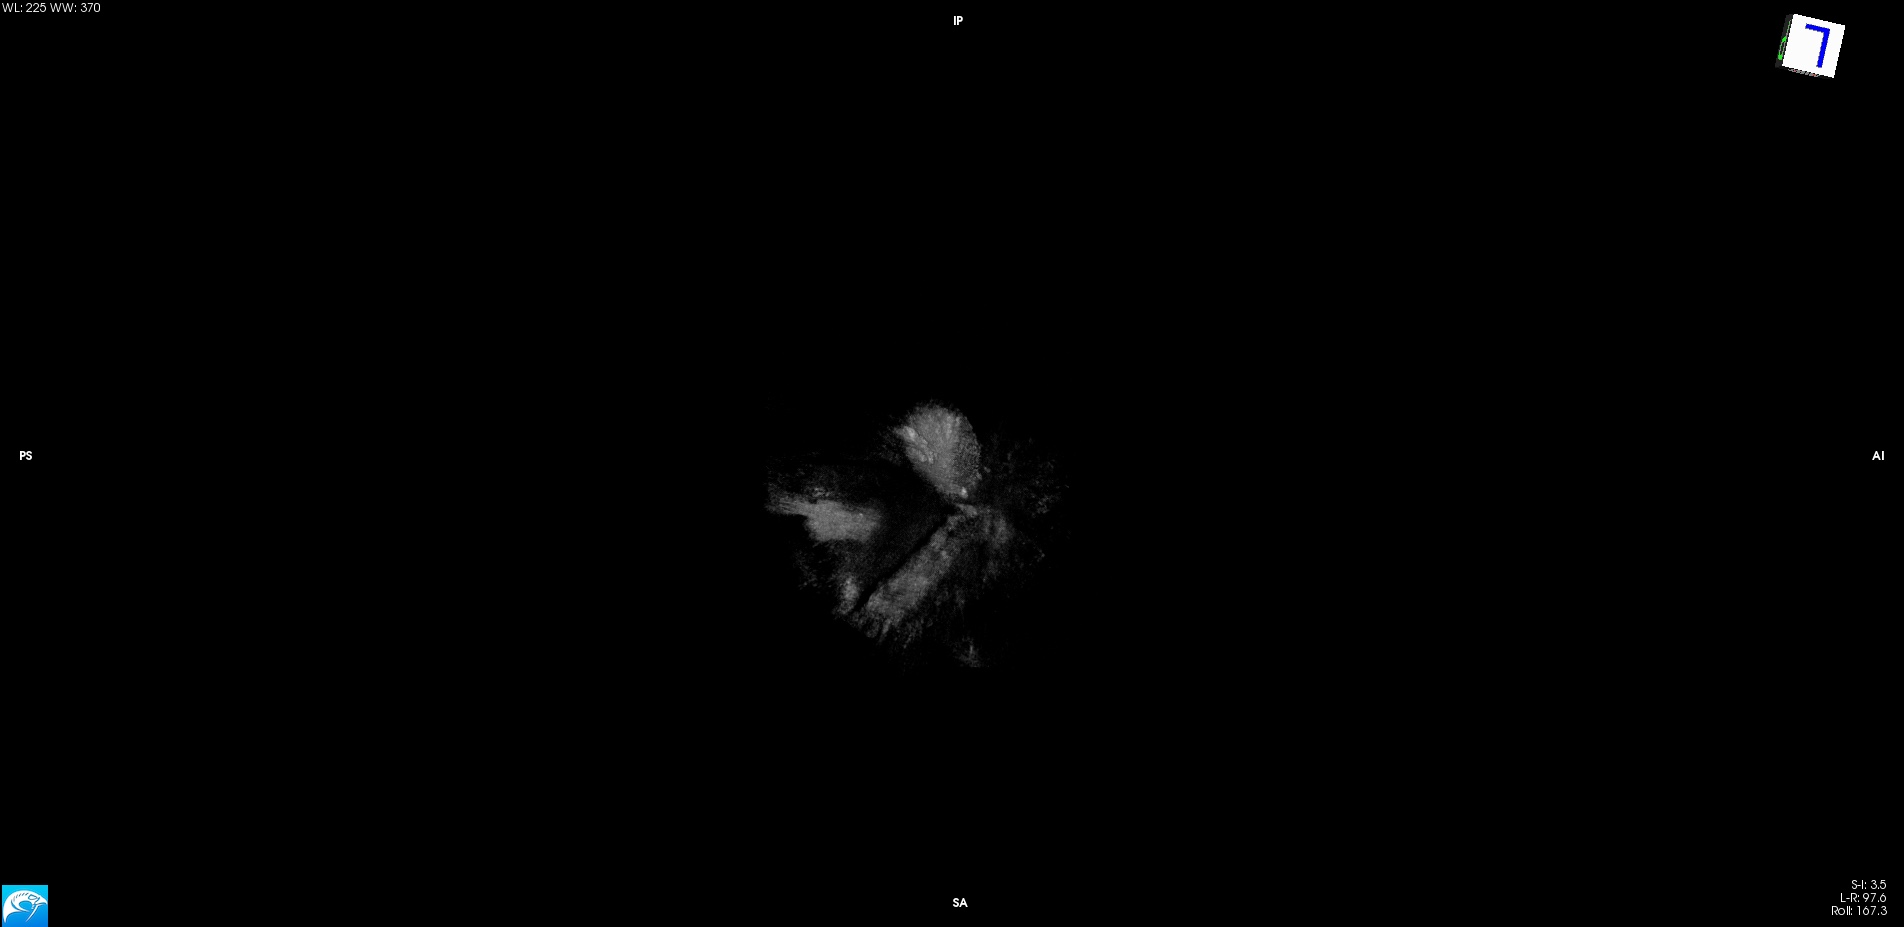 WL: 225 WW: 370
IP
L
PS
AI
SA
S-I: 3.5
L-R: 97.6
Roll: 167.3